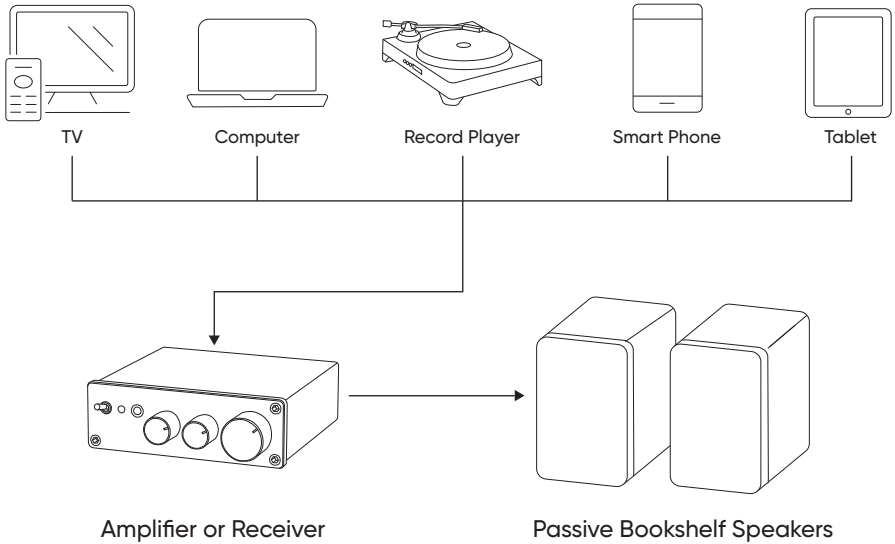 TV
Computer
Record Player
Smart Phone
Tablet
Amplifier or Receiver
Passive Bookshelf Speakers